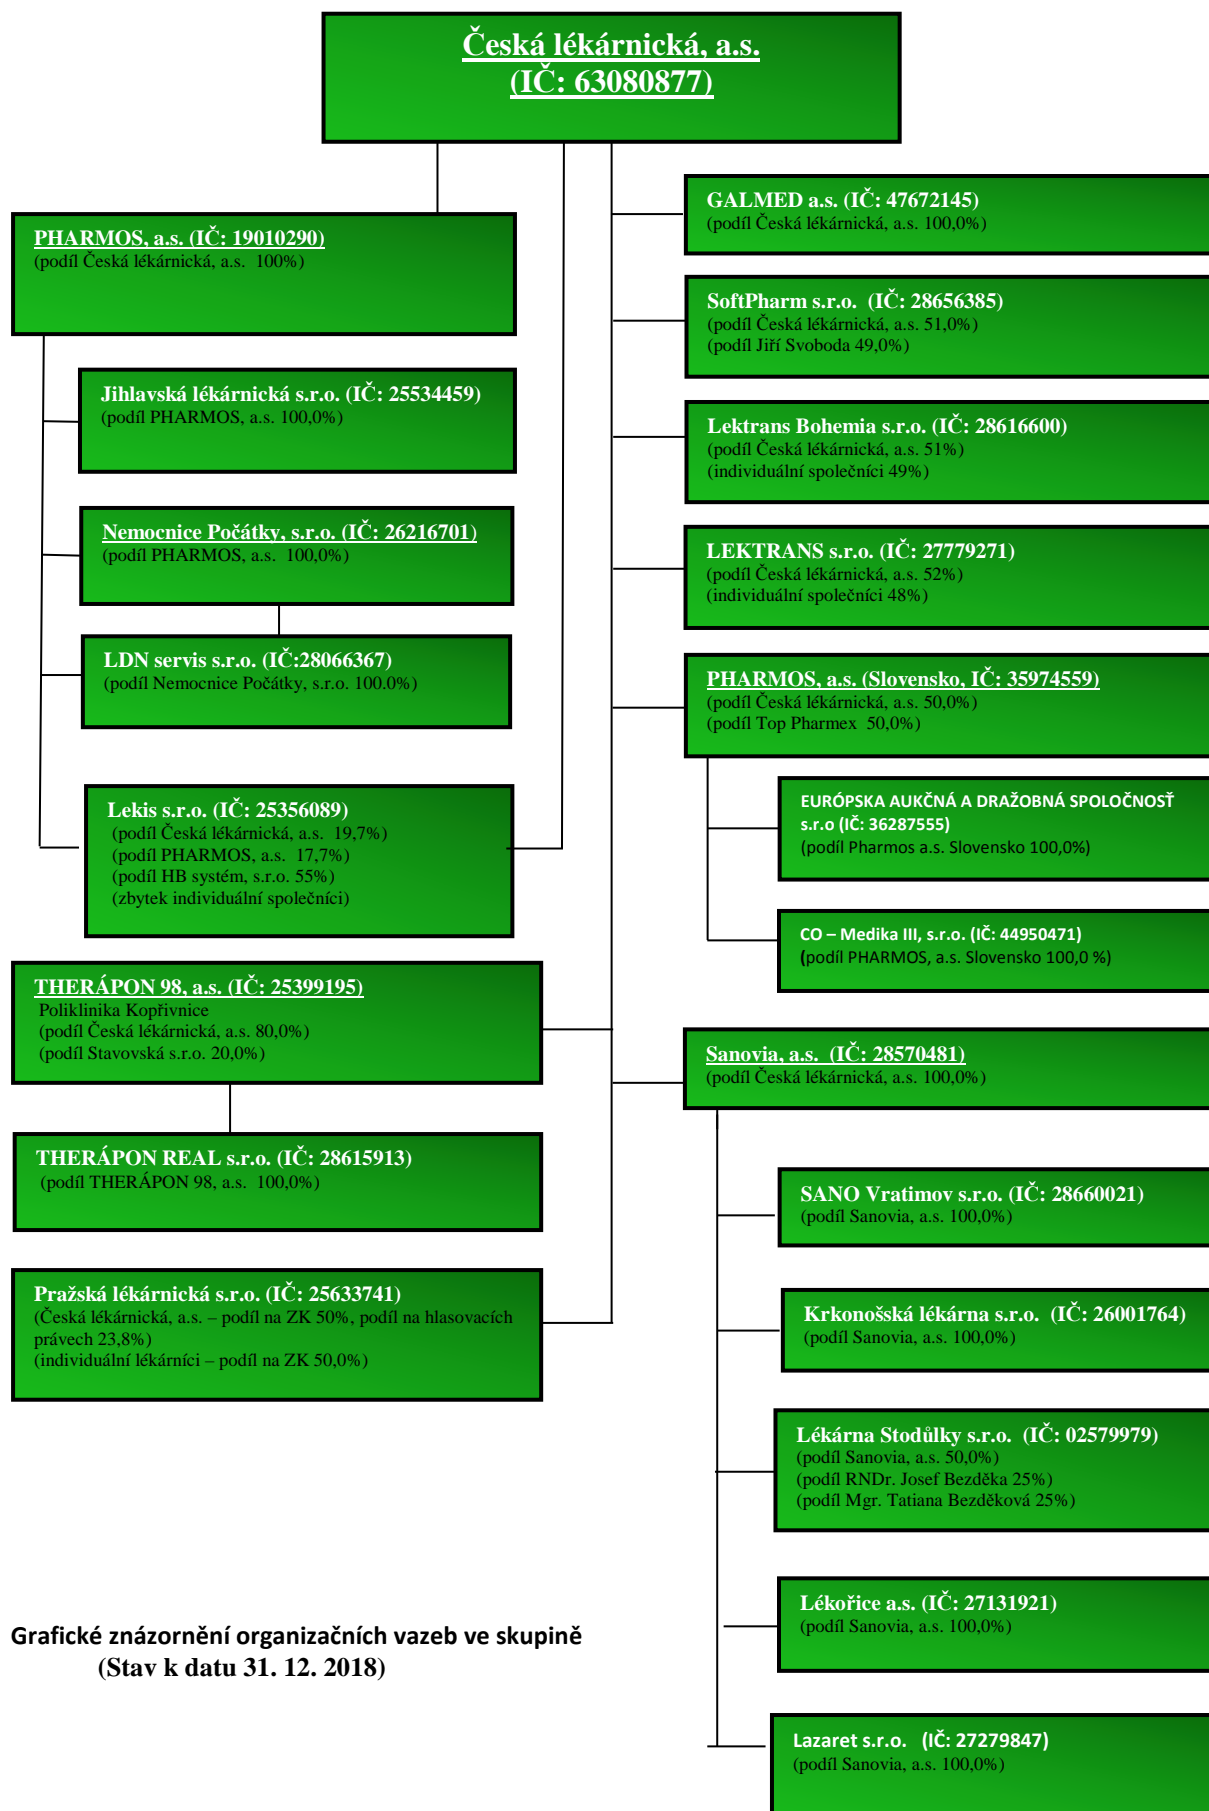 Česká lékárnická, a.s.
(IČ: 63080877)
PHARMOS, a.s. (IČ: 19010290)
(podíl Česká lékárnická, a.s.  100%)
Jihlavská lékárnická s.r.o. (IČ: 25534459)
(podíl PHARMOS, a.s. 100,0%)
Nemocnice Počátky, s.r.o. (IČ: 26216701)
(podíl PHARMOS, a.s.  100,0%)
LDN servis s.r.o. (IČ:28066367)
(podíl Nemocnice Počátky, s.r.o. 100.0%)
Lekis s.r.o. (IČ: 25356089)
(podíl Česká lékárnická, a.s.  19,7%)
(podíl PHARMOS, a.s.  17,7%)
(podíl HB systém, s.r.o. 55%)
(zbytek individuální společníci)
THERÁPON 98, a.s. (IČ: 25399195)
Poliklinika Kopřivnice
(podíl Česká lékárnická, a.s. 80,0%)
(podíl Stavovská s.r.o. 20,0%)
THERÁPON REAL s.r.o. (IČ: 28615913)
(podíl THERÁPON 98, a.s.  100,0%)
Pražská lékárnická s.r.o. (IČ: 25633741)
(Česká lékárnická, a.s. – podíl na ZK 50%, podíl na hlasovacích
právech 23,8%)
(individuální lékárníci – podíl na ZK 50,0%)
GALMED a.s. (IČ: 47672145)
(podíl Česká lékárnická, a.s. 100,0%)
SoftPharm s.r.o.  (IČ: 28656385)
(podíl Česká lékárnická, a.s. 51,0%)
(podíl Jiří Svoboda 49,0%)
Lektrans Bohemia s.r.o. (IČ: 28616600)
(podíl Česká lékárnická, a.s. 51%)
(individuální společníci 49%)
LEKTRANS s.r.o. (IČ: 27779271)
(podíl Česká lékárnická, a.s. 52%)
(individuální společníci 48%)
PHARMOS, a.s. (Slovensko, IČ: 35974559)
(podíl Česká lékárnická, a.s. 50,0%)
(podíl Top Pharmex  50,0%)
EURÓPSKA AUKČNÁ A DRAŽOBNÁ SPOLOČNOSŤ
s.r.o (IČ: 36287555)
(podíl Pharmos a.s. Slovensko 100,0%)
CO – Medika III, s.r.o. (IČ: 44950471)
(podíl PHARMOS, a.s. Slovensko 100,0 %)
Sanovia, a.s.  (IČ: 28570481)
(podíl Česká lékárnická, a.s. 100,0%)
SANO Vratimov s.r.o. (IČ: 28660021)
(podíl Sanovia, a.s. 100,0%)
Krkonošská lékárna s.r.o.  (IČ: 26001764)
(podíl Sanovia, a.s. 100,0%)
Lékárna Stodůlky s.r.o.  (IČ: 02579979)
(podíl Sanovia, a.s. 50,0%)
(podíl RNDr. Josef Bezděka 25%)
(podíl Mgr. Tatiana Bezděková 25%)
Lékořice a.s. (IČ: 27131921)
(podíl Sanovia, a.s. 100,0%)
Lazaret s.r.o.   (IČ: 27279847)
(podíl Sanovia, a.s. 100,0%)
Grafické znázornění organizačních vazeb ve skupině
(Stav k datu 31. 12. 2018)